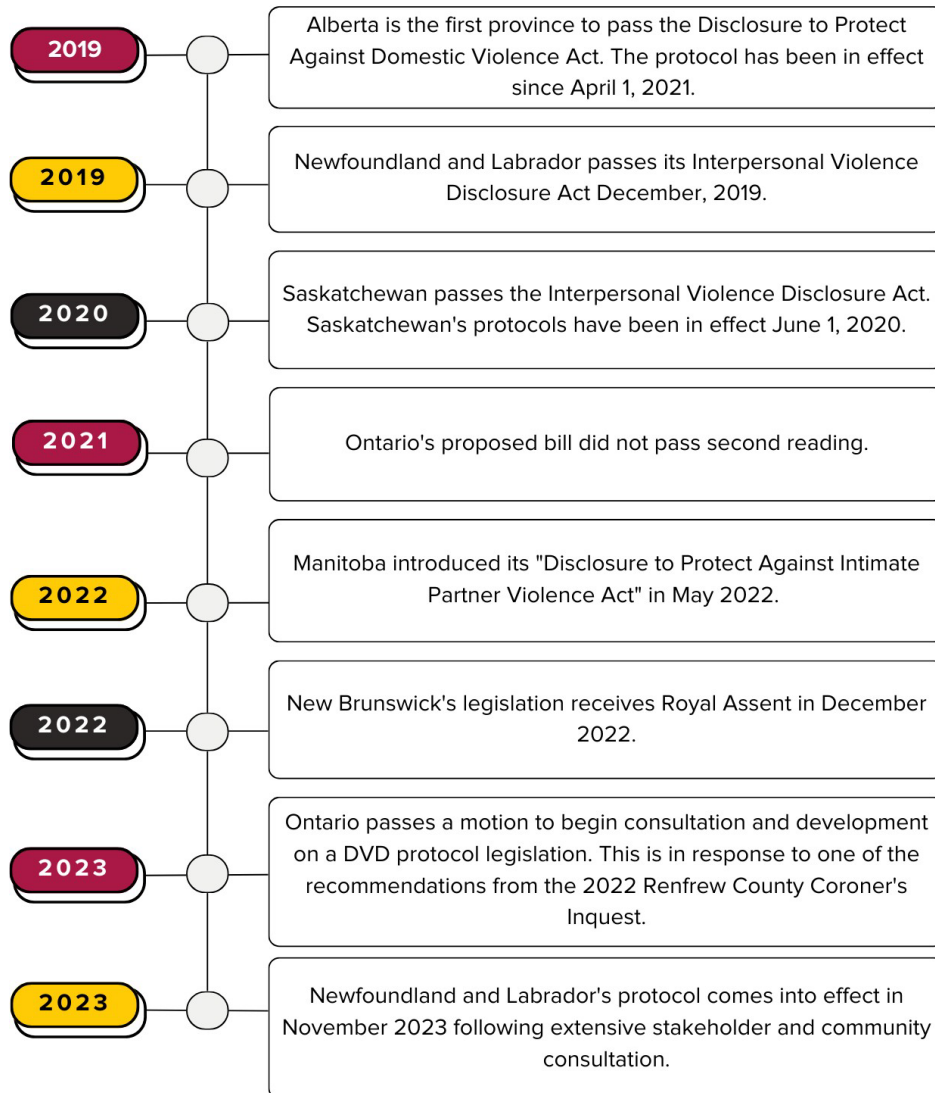 2019
Alberta is the first province to pass the Disclosure to Protect
Against Domestic Violence Act. The protocol has been in effect
since April 1, 2021.
2019
Newfoundland and Labrador passes its Interpersonal Violence
Disclosure Act December, 2019.
2020
Saskatchewan passes the Interpersonal Violence Disclosure Act.
Saskatchewan's protocols have been in effect June 1, 2020.
2021
Ontario's proposed bill did not pass second reading.
2022
Manitoba introduced its "Disclosure to Protect Against Intimate
Partner Violence Act" in May 2022.
2022
New Brunswick's legislation receives Royal Assent in December
2022.
2023
Ontario passes a motion to begin consultation and development
on a DVD protocol legislation. This is in response to one of the
recommendations from the 2022 Renfrew County Coroner's
Inquest.
2023
Newfoundland and Labrador's protocol comes into effect in
November 2023 following extensive stakeholder and community
consultation.